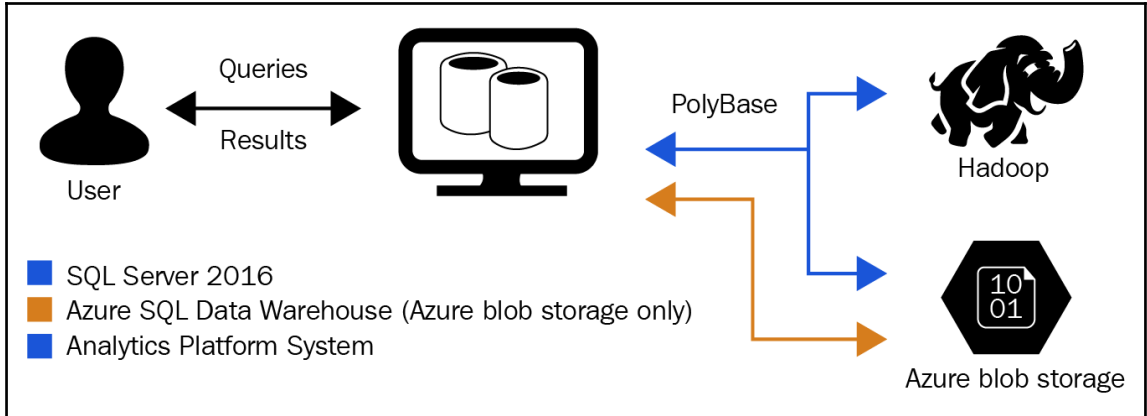 Queries
Results
User
PolyBase
Hadoop
10
01
Azure blob storage
SQL Server 2016
Azure SQL Data Warehouse (Azure blob storage only)
Analytics Platform System